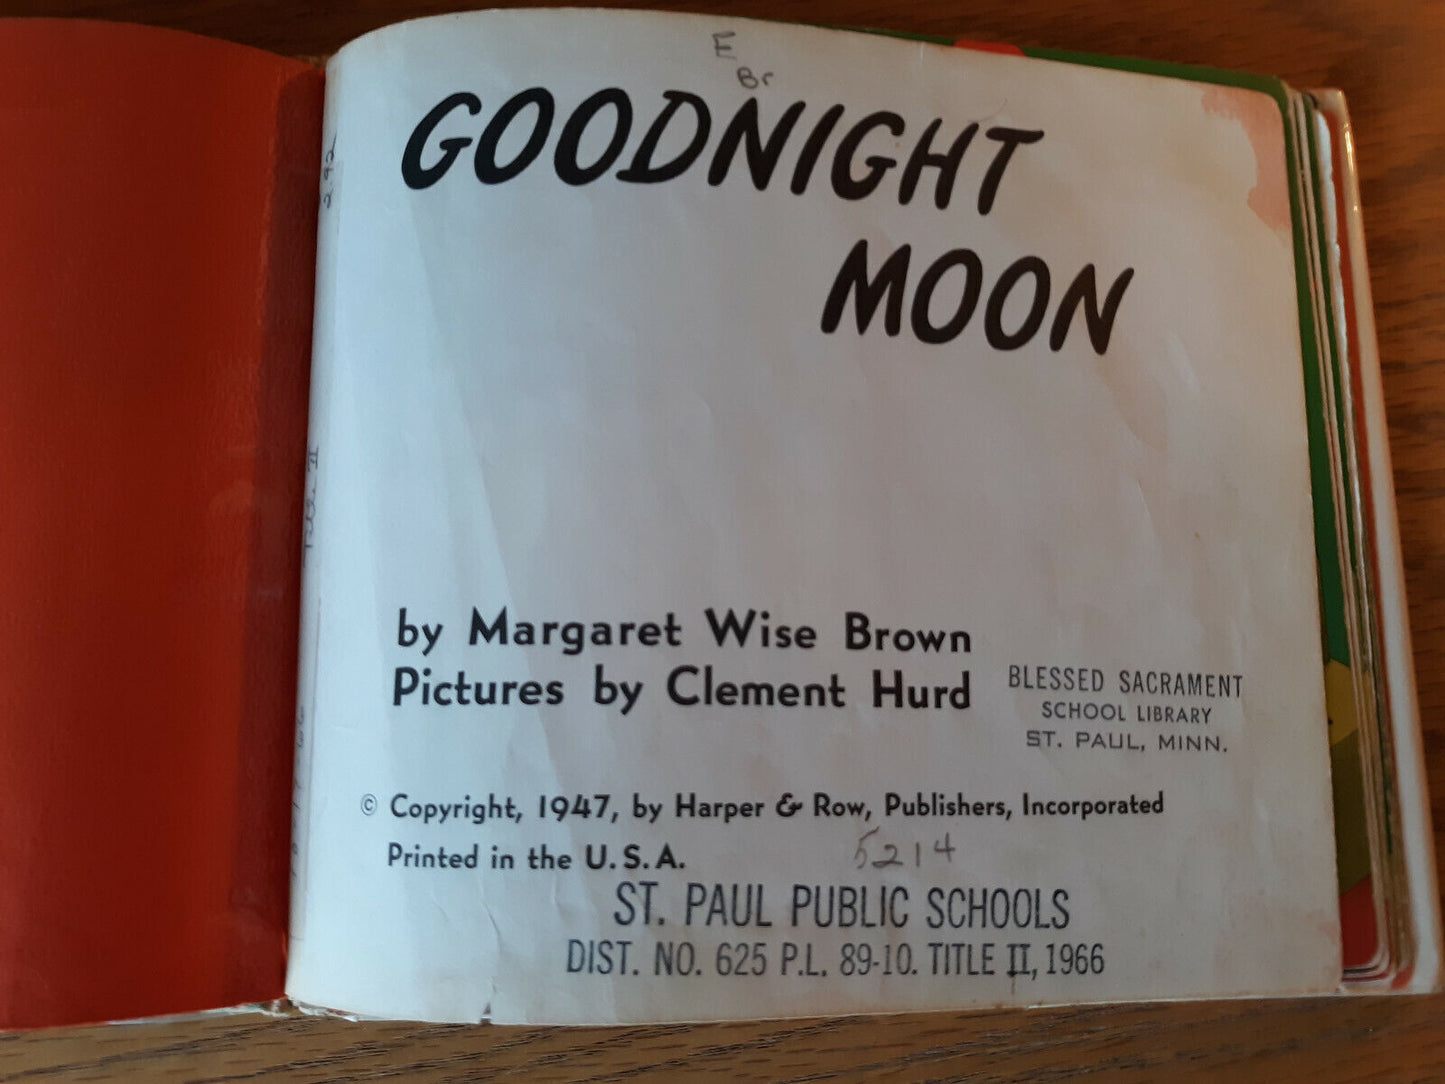 E
Br
GOODNIGHT
MOON
by Margaret Wise Brown
Pictures by Clement Hurd
BLESSED SACRAMENT
SCHOOL LIBRARY
ST. PAUL, MINN.
© Copyright, 1947, by Harper & Row, Publishers, Incorporated
Printed in the U.S.A.
5214
ST. PAUL PUBLIC SCHOOLS
DIST. NO. 625 P.L. 89-10. TITLE II, 1966
2.92